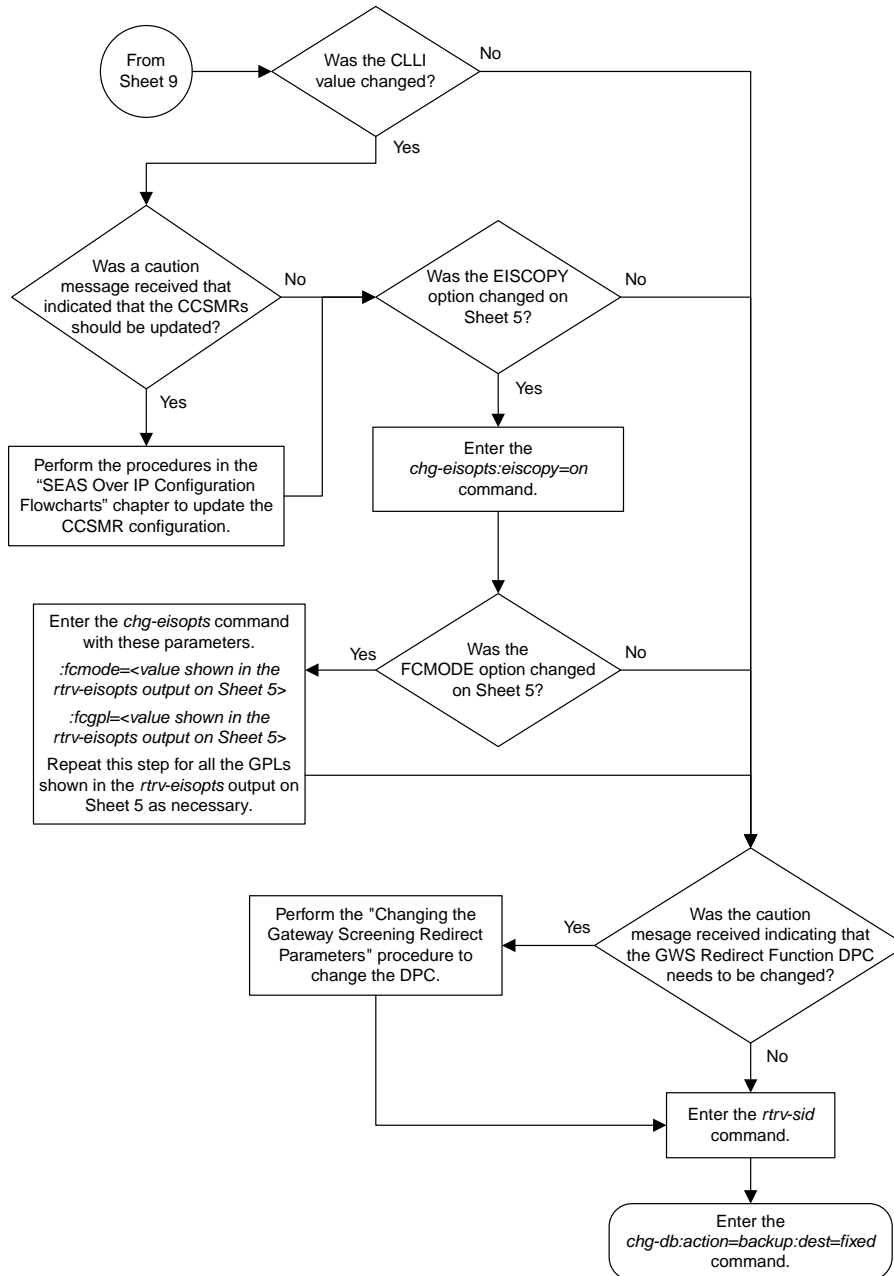 From
Sheet 9
Was the CLLI
value changed?
No
Yes
Was a caution
message received that
indicated that the CCSMRs
should be updated?
No
Yes
Was the EISCOPY
option changed on
Sheet 5?
No
Yes
Perform the procedures in the
“SEAS Over IP Configuration
Flowcharts” chapter to update the
CCSMR configuration.
Enter the
chg-eisopts:eiscopy=on
command.
Was the
FCMODE option changed
on Sheet 5?
Yes
No
Enter the chg-eisopts command
with these parameters.
:fcmode=<value shown in the
rtrv-eisopts output on Sheet 5>
:fcgpl=<value shown in the
rtrv-eisopts output on Sheet 5>
Repeat this step for all the GPLs
shown in the rtrv-eisopts output on
Sheet 5 as necessary.
Was the caution
message received indicating that
the GWS Redirect Function DPC
needs to be changed?
Yes
No
Perform the "Changing the
Gateway Screening Redirect
Parameters" procedure to
change the DPC.
Enter the rtrv-sid
command.
Enter the
chg-db:action=backup:dest=fixed
command.